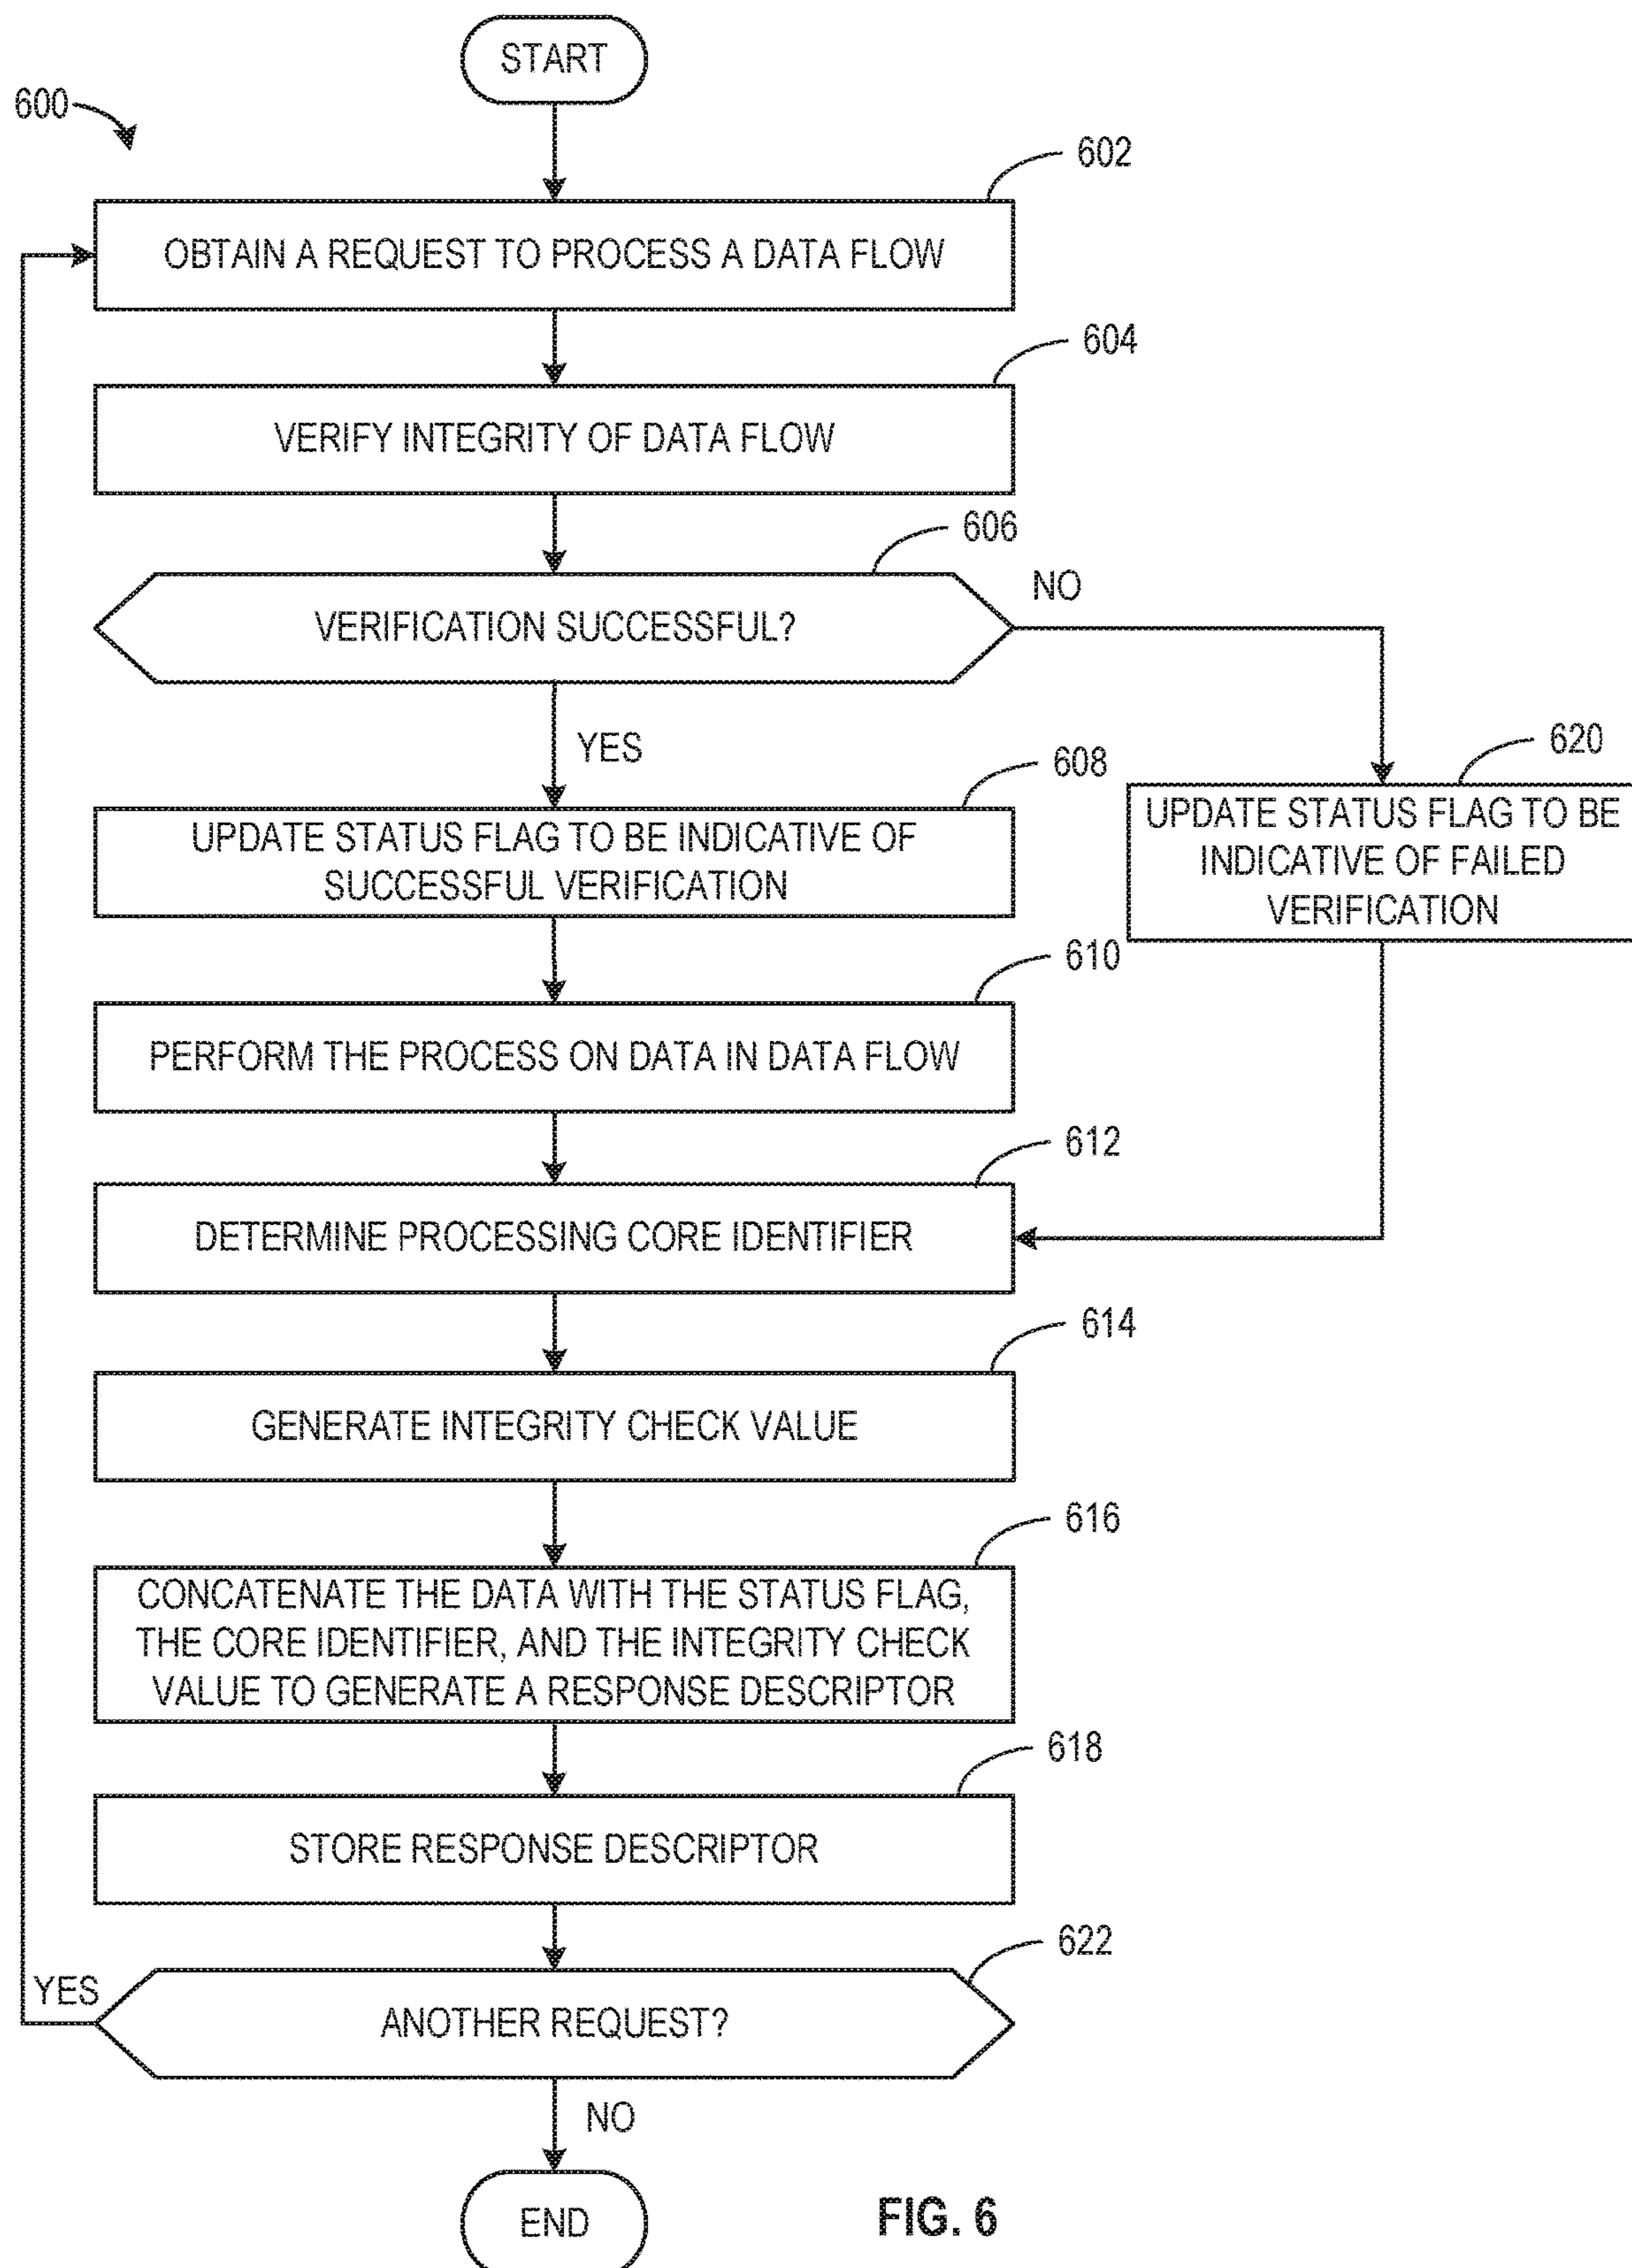 START
600
602
OBTAIN A REQUEST TO PROCESS A DATA FLOW
604
VERIFY INTEGRITY OF DATA FLOW
606
VERIFICATION SUCCESSFUL?
NO
YES
608
UPDATE STATUS FLAG TO BE INDICATIVE OF
SUCCESSFUL VERIFICATION
620
UPDATE STATUS FLAG TO BE
INDICATIVE OF FAILED
VERIFICATION
610
PERFORM THE PROCESS ON DATA IN DATA FLOW
612
DETERMINE PROCESSING CORE IDENTIFIER
614
GENERATE INTEGRITY CHECK VALUE
616
CONCATENATE THE DATA WITH THE STATUS FLAG,
THE CORE IDENTIFIER, AND THE INTEGRITY CHECK
VALUE TO GENERATE A RESPONSE DESCRIPTOR
618
STORE RESPONSE DESCRIPTOR
622
YES
ANOTHER REQUEST?
NO
END
FIG. 6